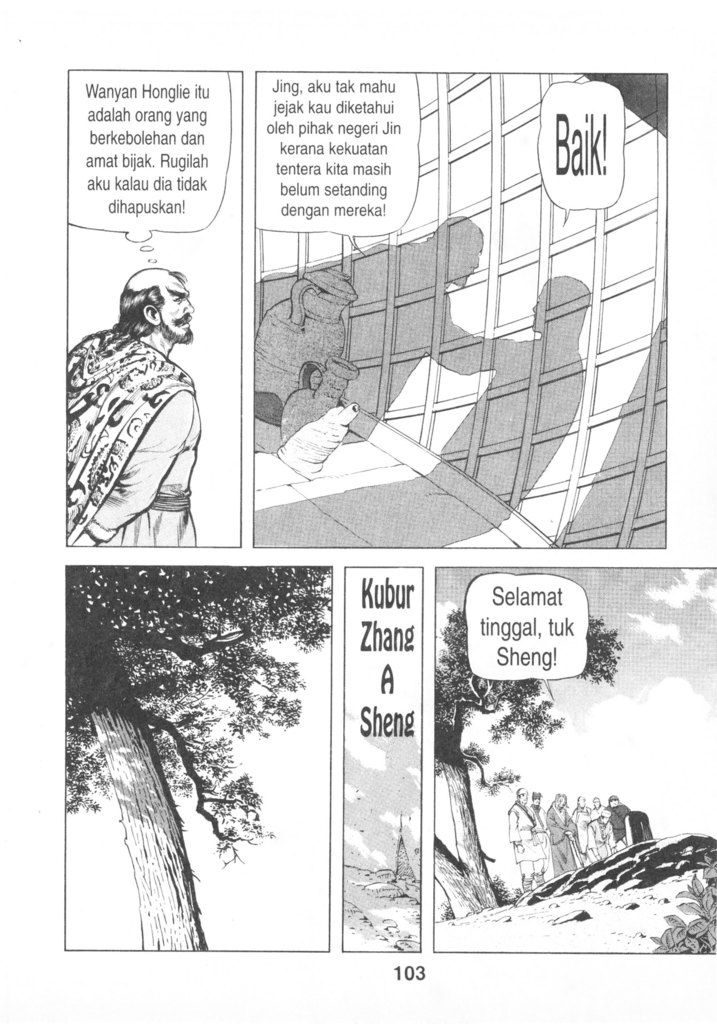 Wanyan Honglie itu
adalah orang yang
berkebolehan dan
amat bijak. Rugilah
aku kalau dia tidak
dihapuskan!
Jing, aku tak mahu
jejak kau diketahui
oleh pihak negeri Jin
kerana kekuatan
tentera kita masih
belum setanding
dengan mereka!
Baik!
Kubur
Zhang
A
Sheng
Selamat
tinggal, tuk
Sheng!
103